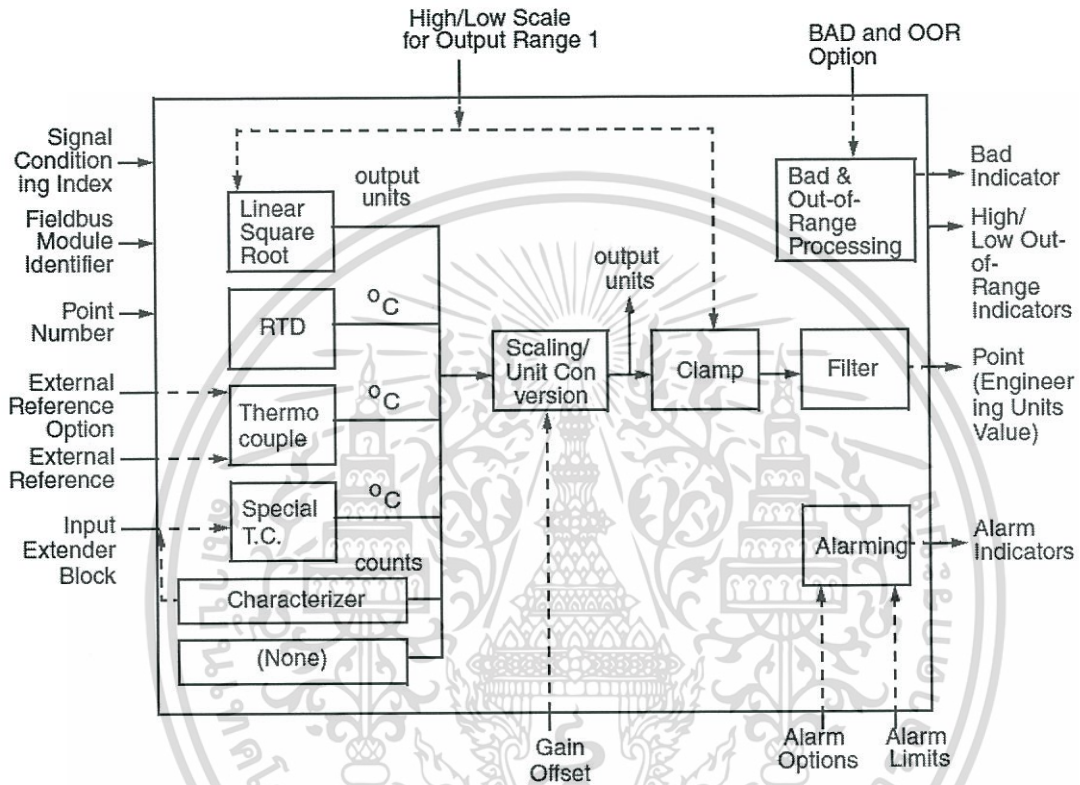 High/Low Scale
for Output Range 1
BAD and OOR
Option
Signal
Condition
ing Index
Fieldbus
Module
Identifier
Point
Number
External
Reference
Option
External
Reference
Input
Extender
Block
Linear
Square
Root
output
units
RTD
°C
Thermo
couple
°C
Special
T.C.
°C
counts
Characterizer
(None)
Scaling/
Unit Con
version
output
units
Clamp
Filter
Bad &
Out-of-
Range
Processing
Alarming
Bad
Indicator
High/
Low Out-
of-
Range
Indicators
Point
(Engineer
ing Units
Value)
Alarm
Indicators
Gain
Offset
Alarm
Options
Alarm
Limits